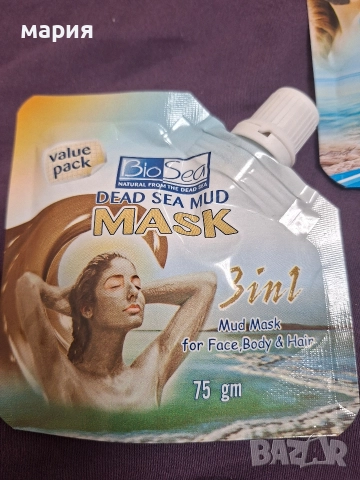 мария
value
pack
BioSea
NATURAL FROM THE DEAD SEA
DEAD SEA MUD
MASK
3in1
Mud Mask
for Face, Body & Hair
75 gm
BAZAR